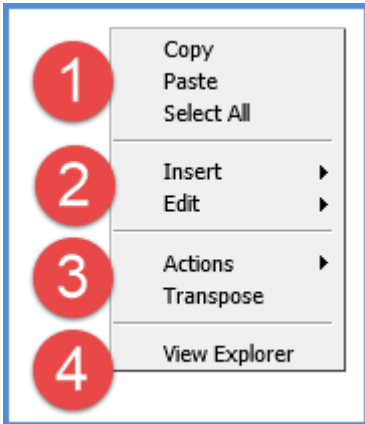 1
Copy
Paste
Select All
2
Insert
Edit
3
Actions
Transpose
4
View Explorer